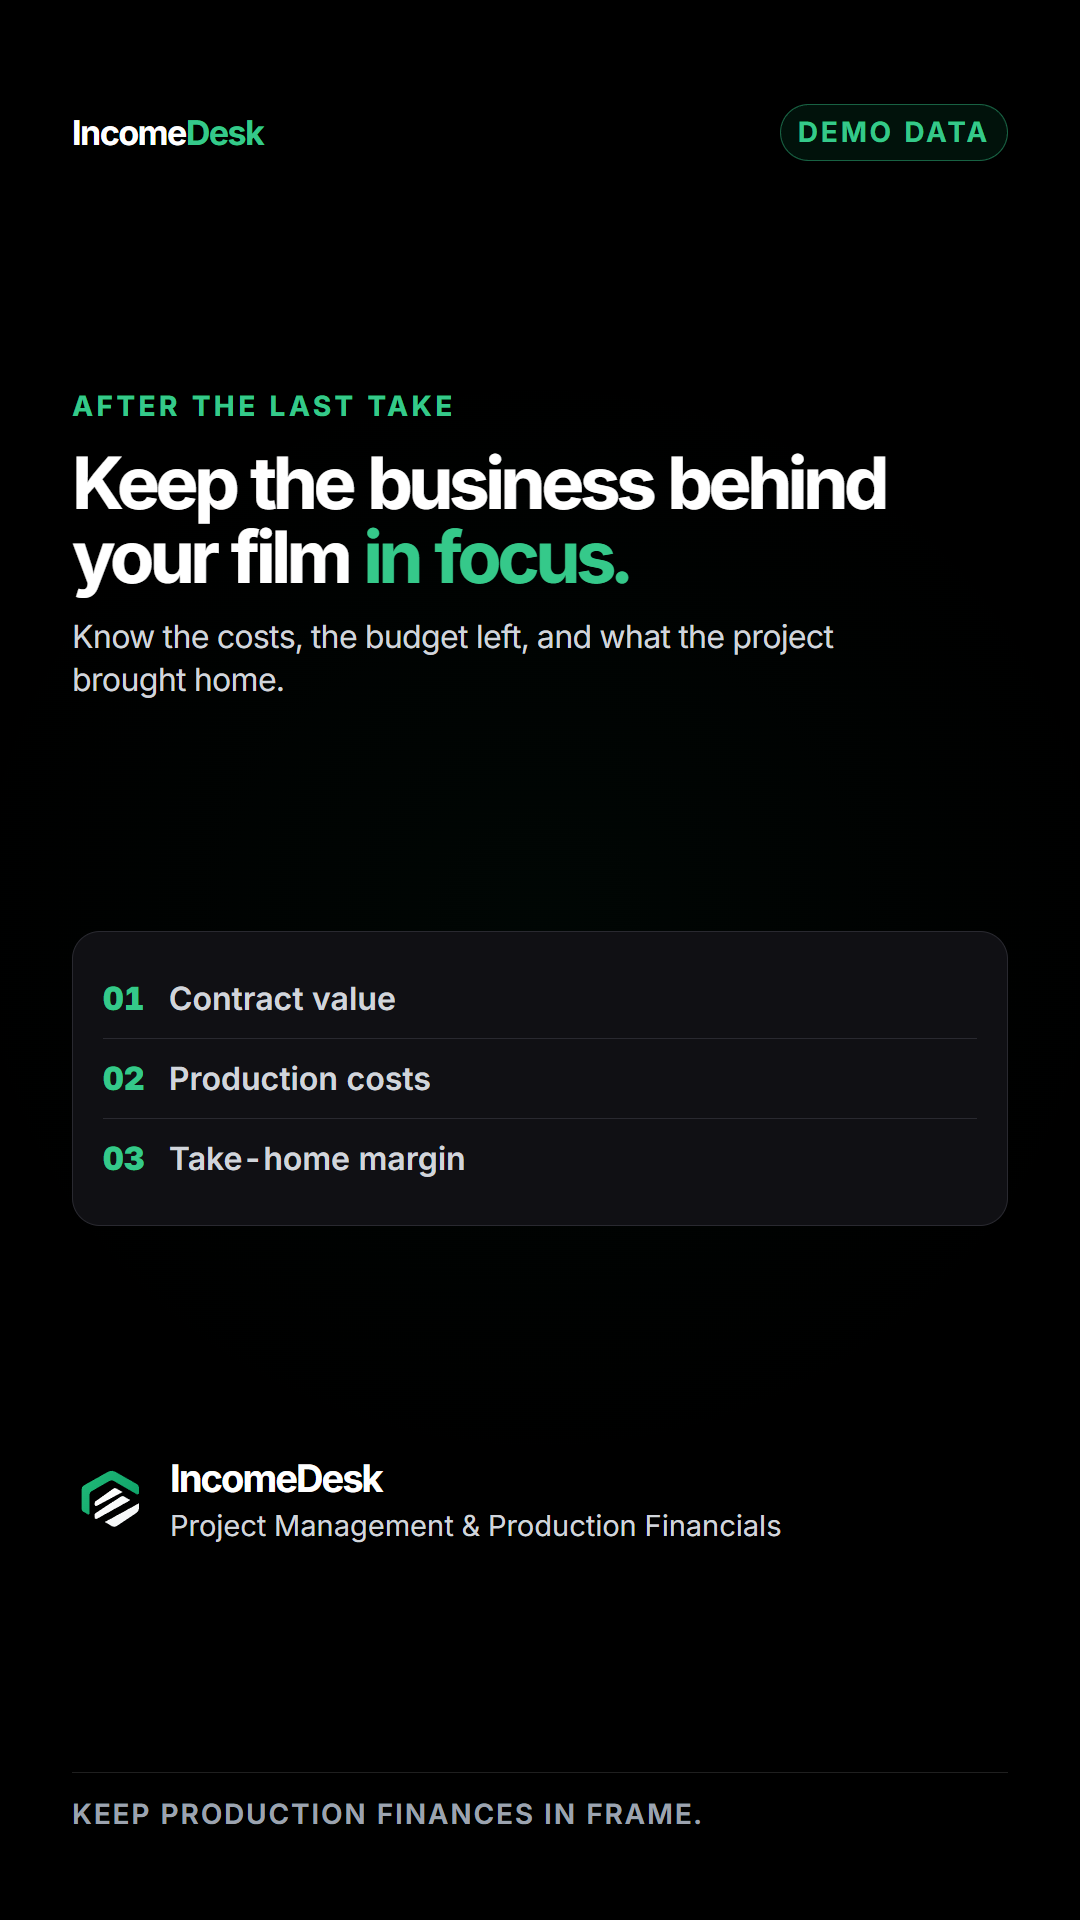 IncomeDesk
DEMO DATA
AFTER THE LAST TAKE
Keep the business behind
your film in focus.
Know the costs, the budget left, and what the project
brought home.
01 Contract value
02 Production costs
03 Take-home margin
IncomeDesk
Project Management & Production Financials
KEEP PRODUCTION FINANCES IN FRAME.